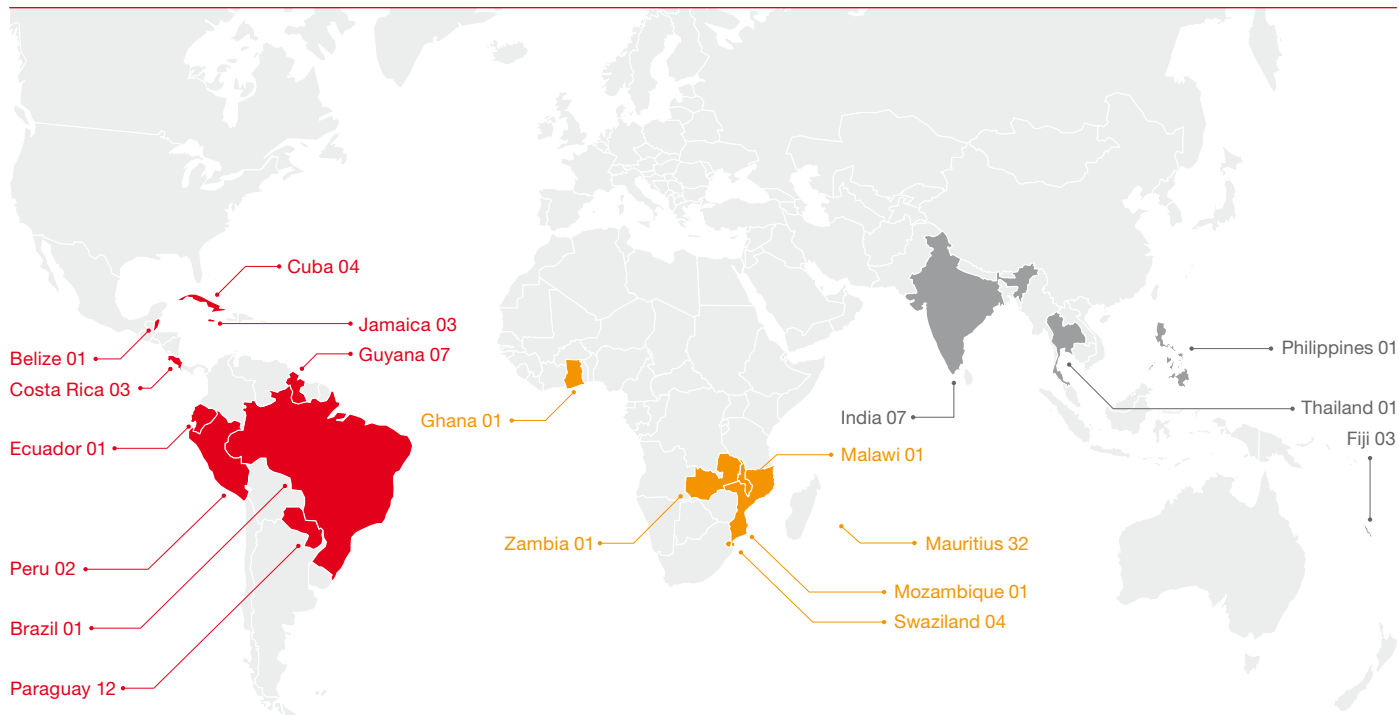 Cuba 04
Jamaica 03
Belize 01
Guyana 07
Costa Rica 03
Ecuador 01
Peru 02
Brazil 01
Paraguay 12
Ghana 01
Malawi 01
Zambia 01
Mauritius 32
Mozambique 01
Swaziland 04
India 07
Philippines 01
Thailand 01
Fiji 03